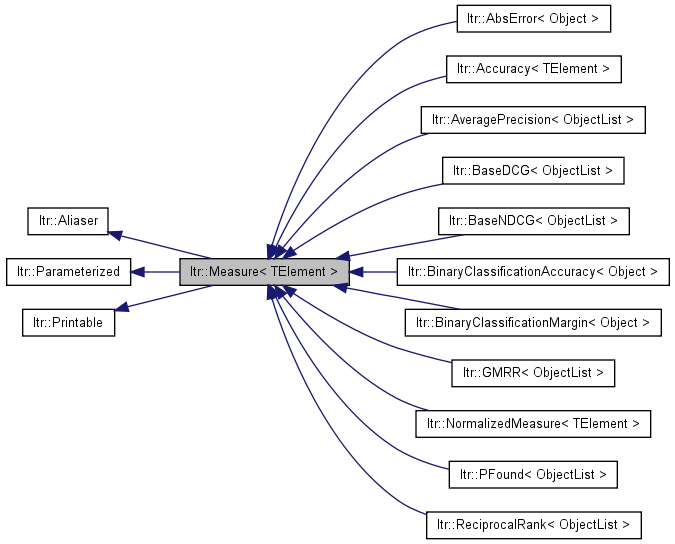 ltr::AbsError< Object >
ltr::Accuracy< TElement >
ltr::AveragePrecision< ObjectList >
ltr::BaseDCG< ObjectList >
ltr::Aliaser
ltr::BaseNDCG< ObjectList >
ltr::Parameterized
ltr::Measure< TElement >
ltr::BinaryClassificationAccuracy< Object >
ltr::Printable
ltr::BinaryClassificationMargin< Object >
ltr::GMRR< ObjectList >
ltr::NormalizedMeasure< TElement >
ltr::PFound< ObjectList >
ltr::ReciprocalRank< ObjectList >